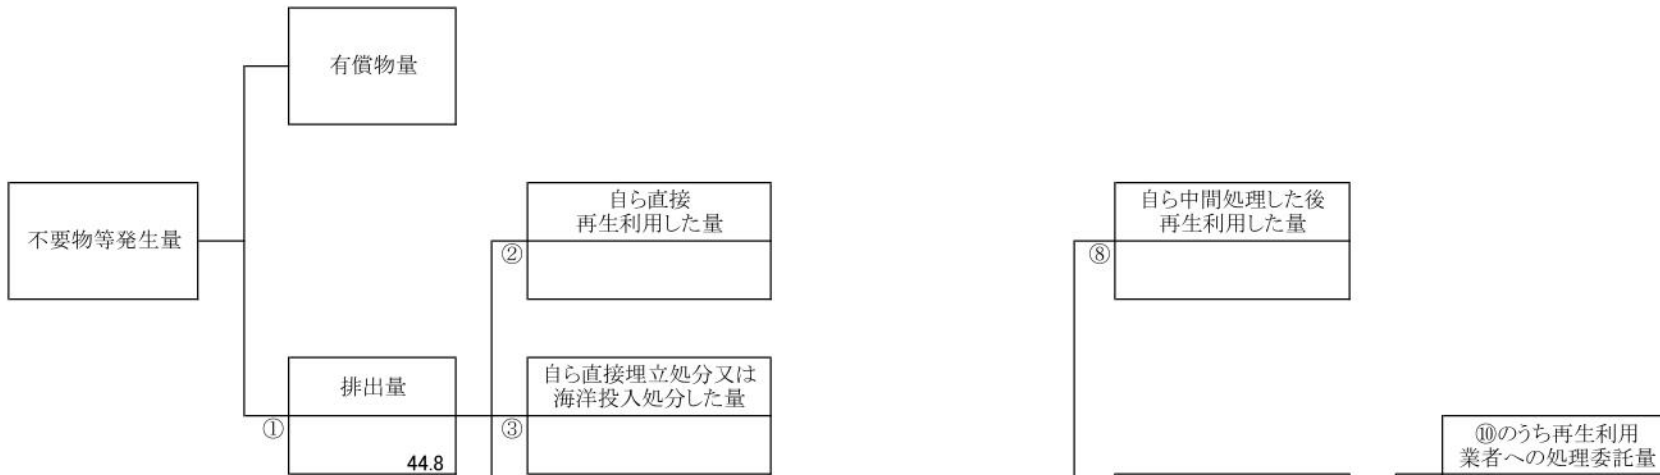 有償物量
不要物等発生量
自ら直接
再生利用した量
②
自ら中間処理した後
再生利用した量
⑧
排出量
①
44.8
自ら直接埋立処分又は
海洋投入処分した量
③
⑩のうち再生利用
業者への処理委託量